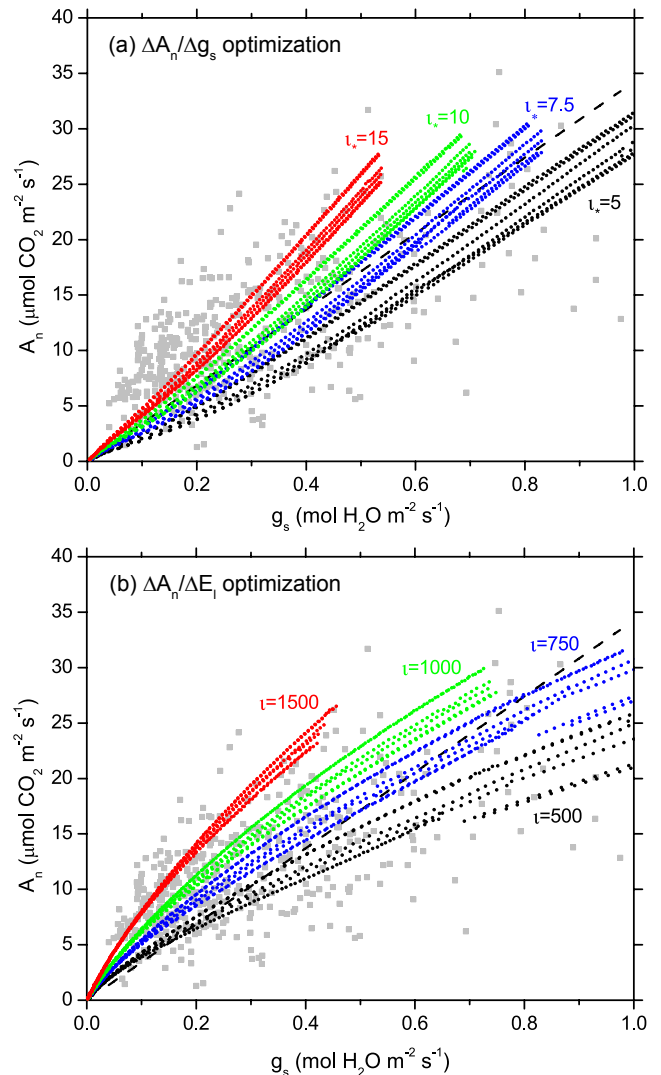 (a) ΔAₙ/Δgₛ optimization
ι*=15
ι*=10
ι*=7.5
ι*=5
40
35
30
25
20
15
10
5
0
Aₙ (μmol CO₂ m⁻² s⁻¹)
0.0 0.2 0.4 0.6 0.8 1.0
gₛ (mol H₂O m⁻² s⁻¹)
(b) ΔAₙ/ΔEₗ optimization
ι=1500
ι=1000
ι=750
ι=500
40
35
30
25
20
15
10
5
0
Aₙ (μmol CO₂ m⁻² s⁻¹)
0.0 0.2 0.4 0.6 0.8 1.0
gₛ (mol H₂O m⁻² s⁻¹)